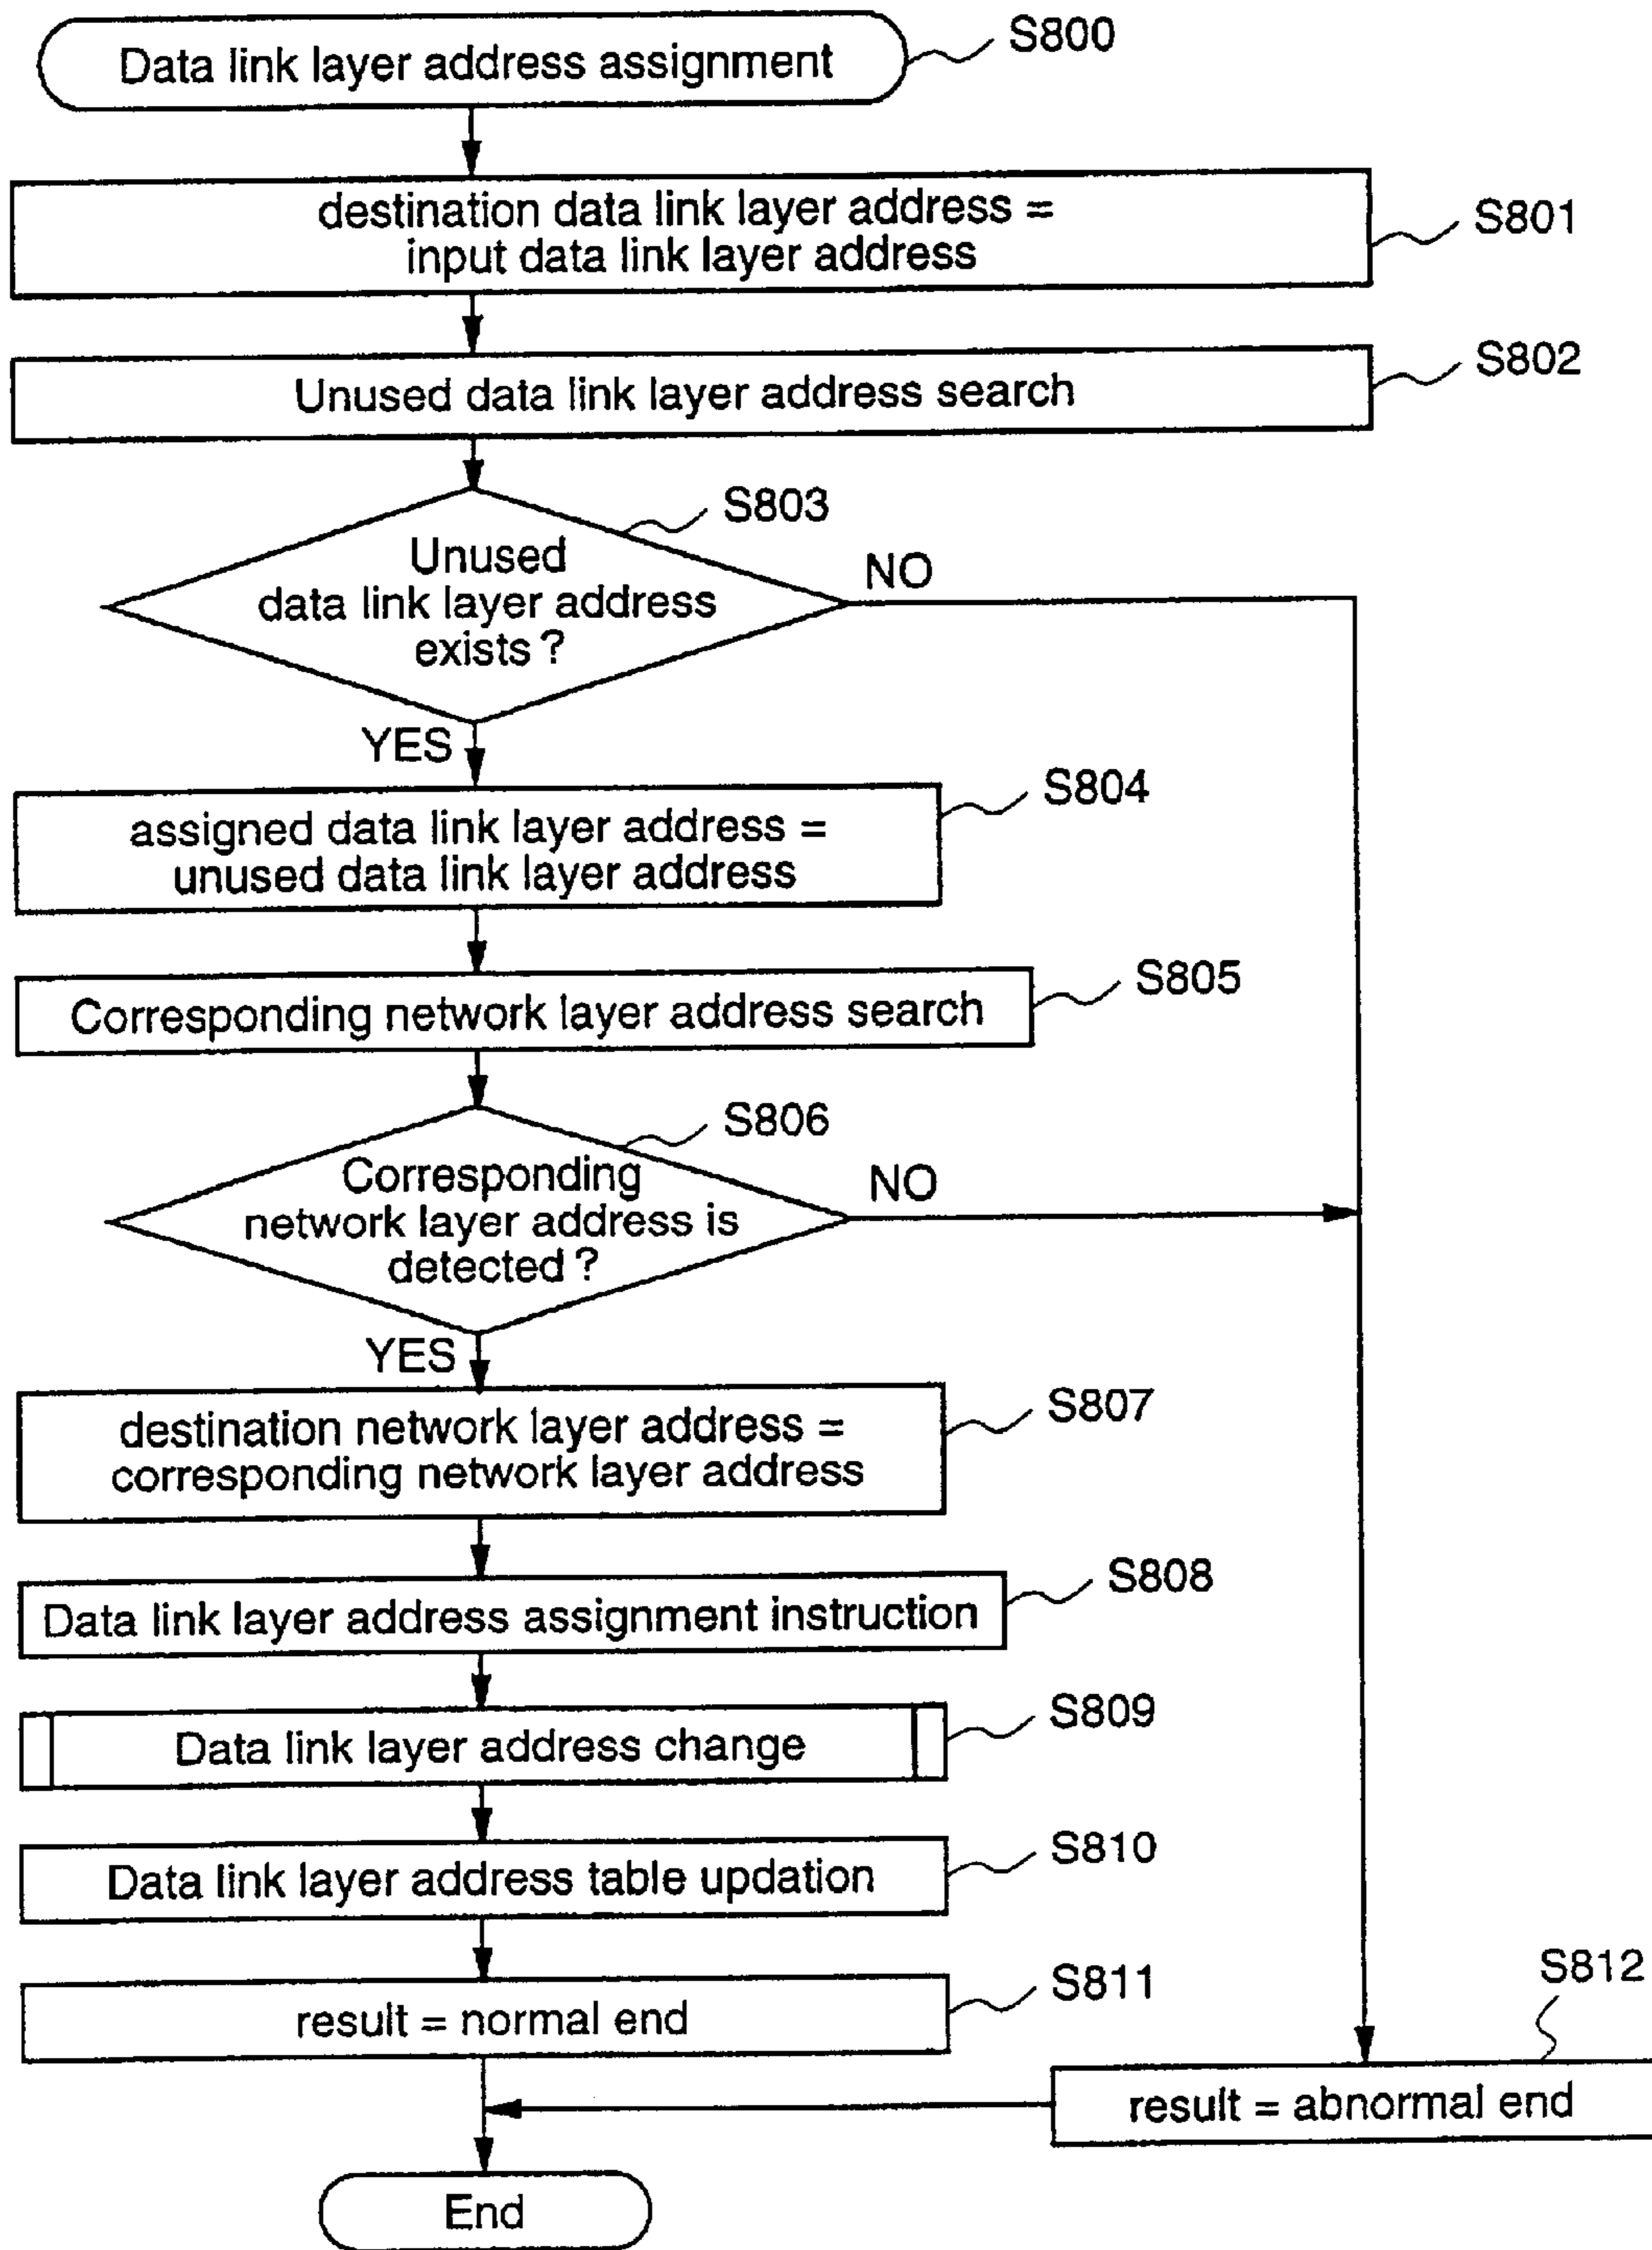 Data link layer address assignment
S800
destination data link layer address =
input data link layer address
S801
Unused data link layer address search
S802
S803
Unused
data link layer address
exists ?
NO
YES
assigned data link layer address =
unused data link layer address
S804
Corresponding network layer address search
S805
S806
Corresponding
network layer address is
detected ?
NO
YES
destination network layer address =
corresponding network layer address
S807
Data link layer address assignment instruction
S808
Data link layer address change
S809
Data link layer address table updation
S810
result = normal end
S811
S812
result = abnormal end
End